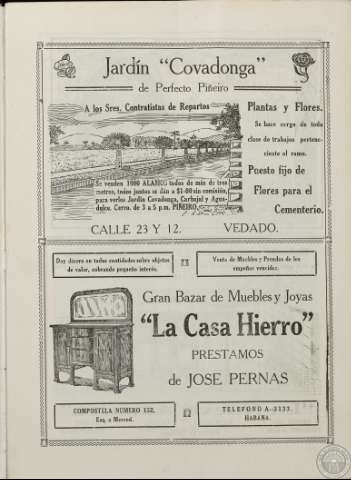 Jardín "Covadonga"
de Perfecto Piñeiro
A los Sres. Contratistas de Repartos
Se venden 1000 ALAMOS todos de más de tres
metros, todos juntos se dan a $1-00 sin comisión,
para verlos Jardín Covadonga, Carbajal y Agua-
dulce, Cerro, de 3 a 5 p.m. PIÑEIRO.
Plantas y Flores.
Se hace cargo de toda
clase de trabajos pertene-
ciente al ramo.
Puesto fijo de
Flores para el
Cementerio.
CALLE 23 Y 12. VEDADO.
Doy dinero en todas cantidades sobre objetos
de valor, cobrando poquito interés.
Venta de Muebles y Prendas de los
empeños vencidos.
Gran Bazar de Muebles y Joyas
"La Casa Hierro"
PRESTAMOS
de JOSE PERNAS
COMPOSTELA NUMERO 112,
Esq. a Merced.
TELEFONO A-3133.
HABANA.